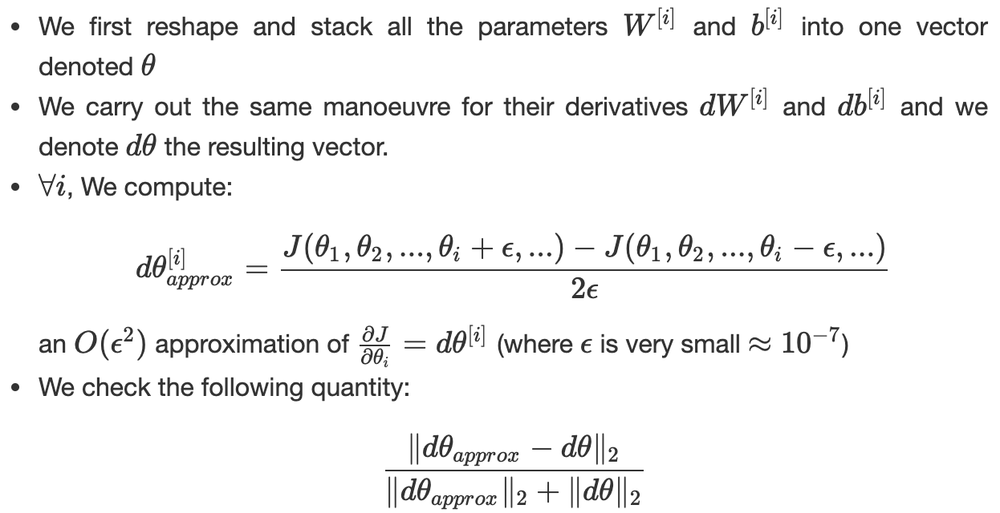 • We first reshape and stack all the parameters $W^{[i]}$ and $b^{[i]}$ into one vector
denoted $\theta$
• We carry out the same manoeuvre for their derivatives $dW^{[i]}$ and $db^{[i]}$ and we
denote $d\theta$ the resulting vector.
• $\forall i$, We compute:
$d\theta^{[i]}_{approx} = \frac{J(\theta_1, \theta_2, ..., \theta_i + \epsilon, ...) - J(\theta_1, \theta_2, ..., \theta_i - \epsilon, ...)}{2\epsilon}$
an $O(\epsilon^2)$ approximation of $\frac{\partial J}{\partial \theta_i} = d\theta^{[i]}$ (where $\epsilon$ is very small $\approx 10^{-7}$)
• We check the following quantity:
$\frac{\|d\theta_{approx} - d\theta\|_2}{\|d\theta_{approx}\|_2 + \|d\theta\|_2}$